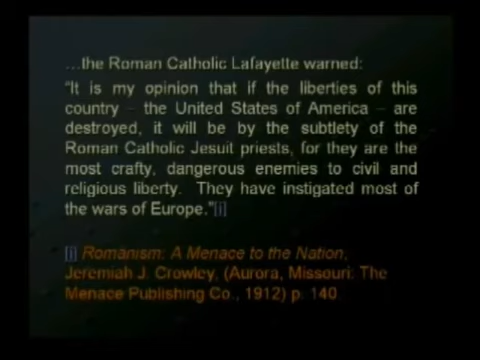 …the Roman Catholic Lafayette warned:
“It is my opinion that if the liberties of this
country – the United States of America – are
destroyed, it will be by the subtlety of the
Roman Catholic Jesuit priests, for they are the
most crafty, dangerous enemies to civil and
religious liberty. They have instigated most of
the wars of Europe.”[i]
[i] Romanism: A Menace to the Nation,
Jeremiah J. Crowley, (Aurora, Missouri: The
Menace Publishing Co., 1912) p. 140.